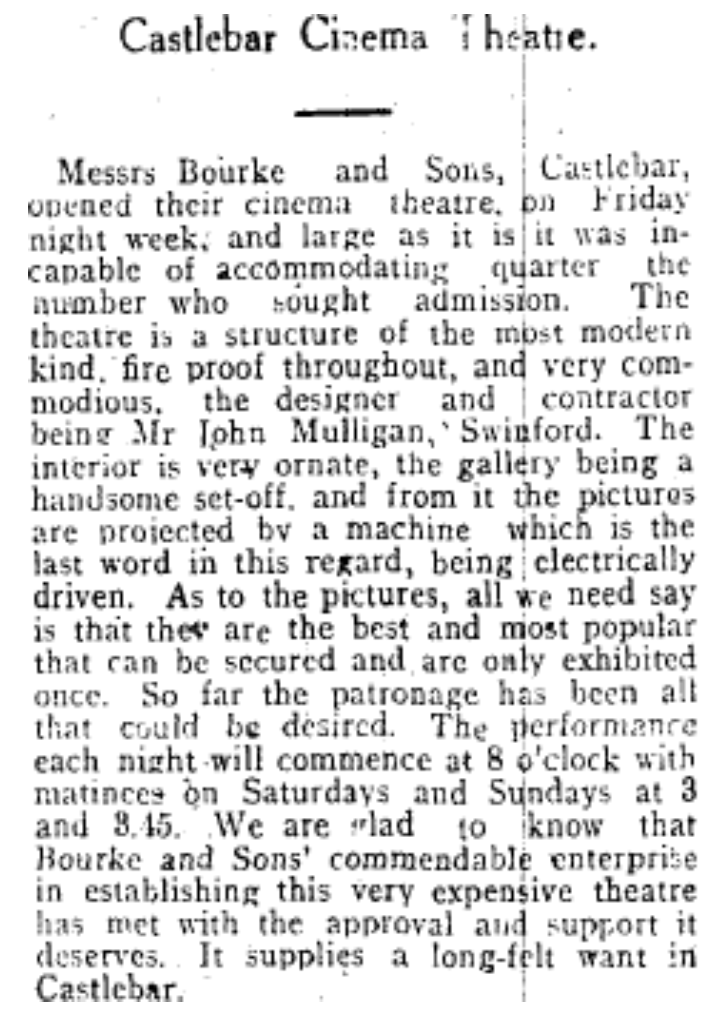 Castlebar Cinema Theatre.
Messrs Bourke and Sons, Castlebar,
opened their cinema theatre, on Friday
night week, and large as it is it was in-
capable of accommodating quarter the
number who sought admission. The
theatre is a structure of the most modern
kind, fire proof throughout, and very com-
modious, the designer and contractor
being Mr John Mulligan, Swinford. The
interior is very ornate, the gallery being a
handsome set-off, and from it the pictures
are projected by a machine which is the
last word in this regard, being electrically
driven. As to the pictures, all we need say
is that they are the best and most popular
that can be secured and are only exhibited
once. So far the patronage has been all
that could be desired. The performance
each night will commence at 8 o'clock with
matinees on Saturdays and Sundays at 3
and 3.45. We are glad to know that
Bourke and Sons' commendable enterprise
in establishing this very expensive theatre
has met with the approval and support it
deserves. It supplies a long-felt want in
Castlebar.